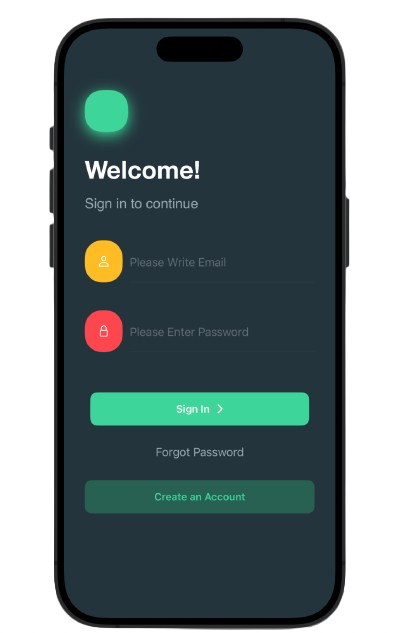 Welcome!
Sign in to continue
Please Write Email
Please Enter Password
Sign In
Forgot Password
Create an Account